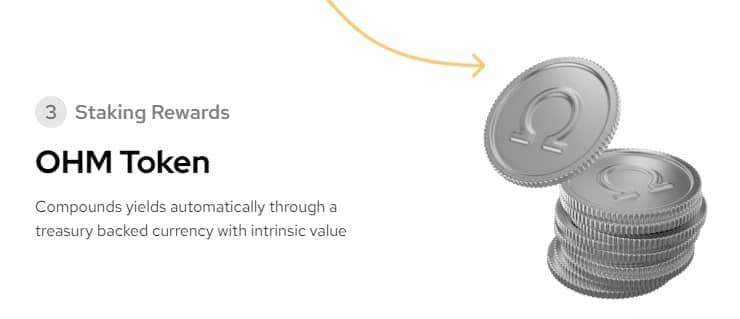 3 Staking Rewards
OHM Token
Compounds yields automatically through a
treasury backed currency with intrinsic value